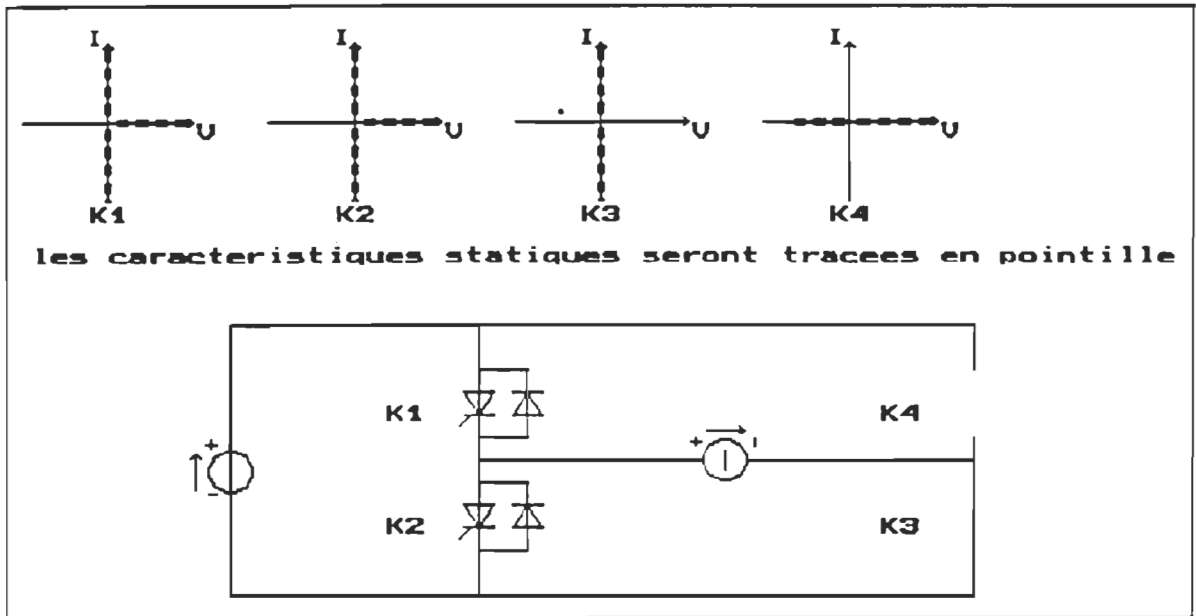 I I I I
U U U U
K1 K2 K3 K4
les caracteristiques statiques seront tracees en pointille
K1 K4
+ + I
-
K2 K3